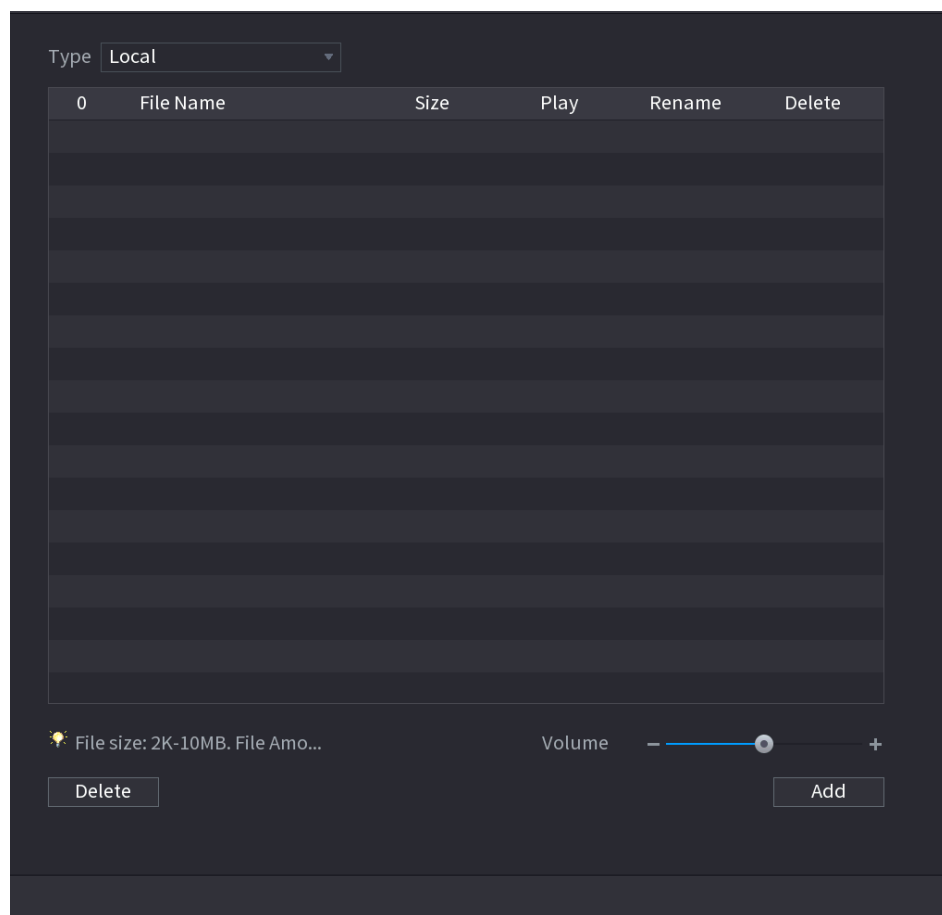 Type Local
0 File Name Size Play Rename Delete
File size: 2K-10MB. File Amo... Volume
Delete Add